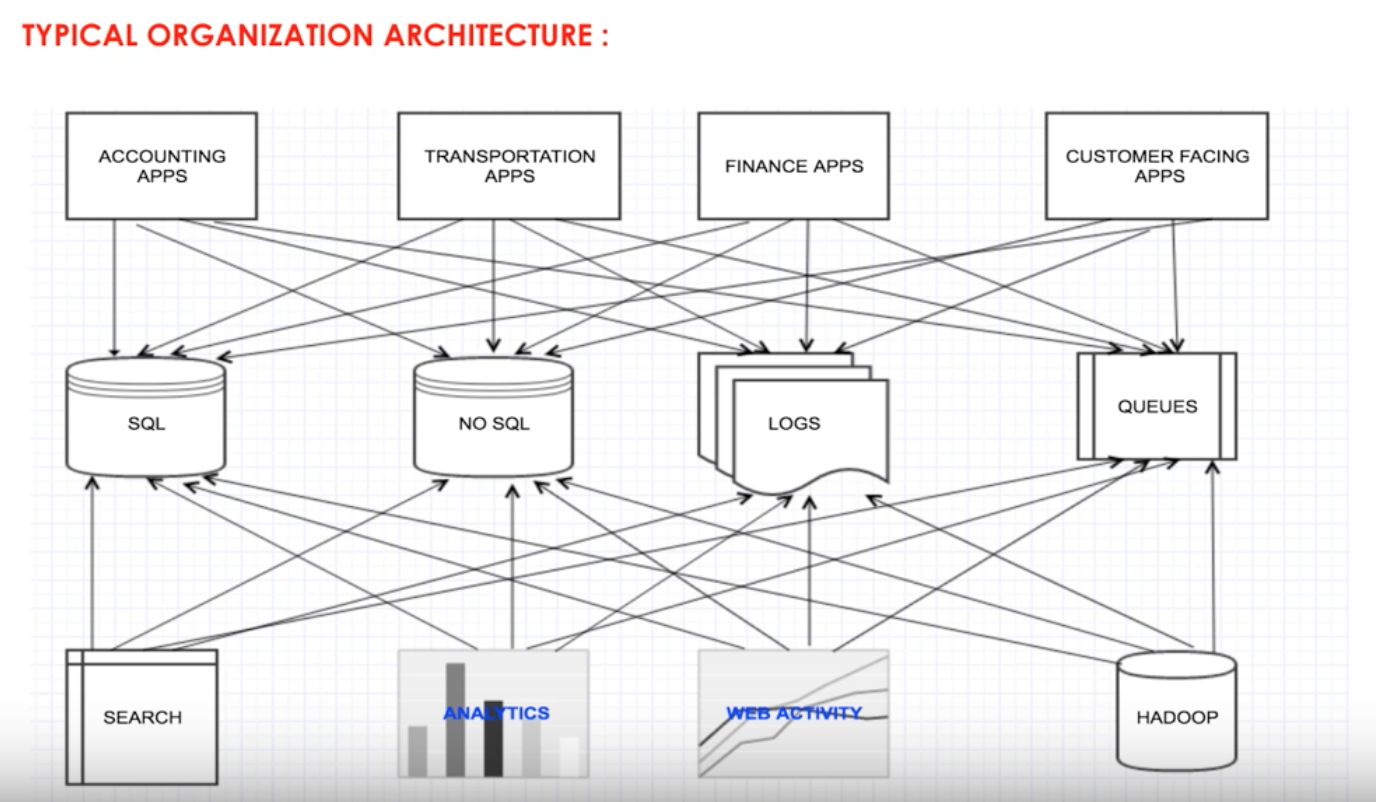 TYPICAL ORGANIZATION ARCHITECTURE :
ACCOUNTING
APPS
TRANSPORTATION
APPS
FINANCE APPS
CUSTOMER FACING
APPS
SQL
NO SQL
LOGS
QUEUES
SEARCH
ANALYTICS
WEB ACTIVITY
HADOOP